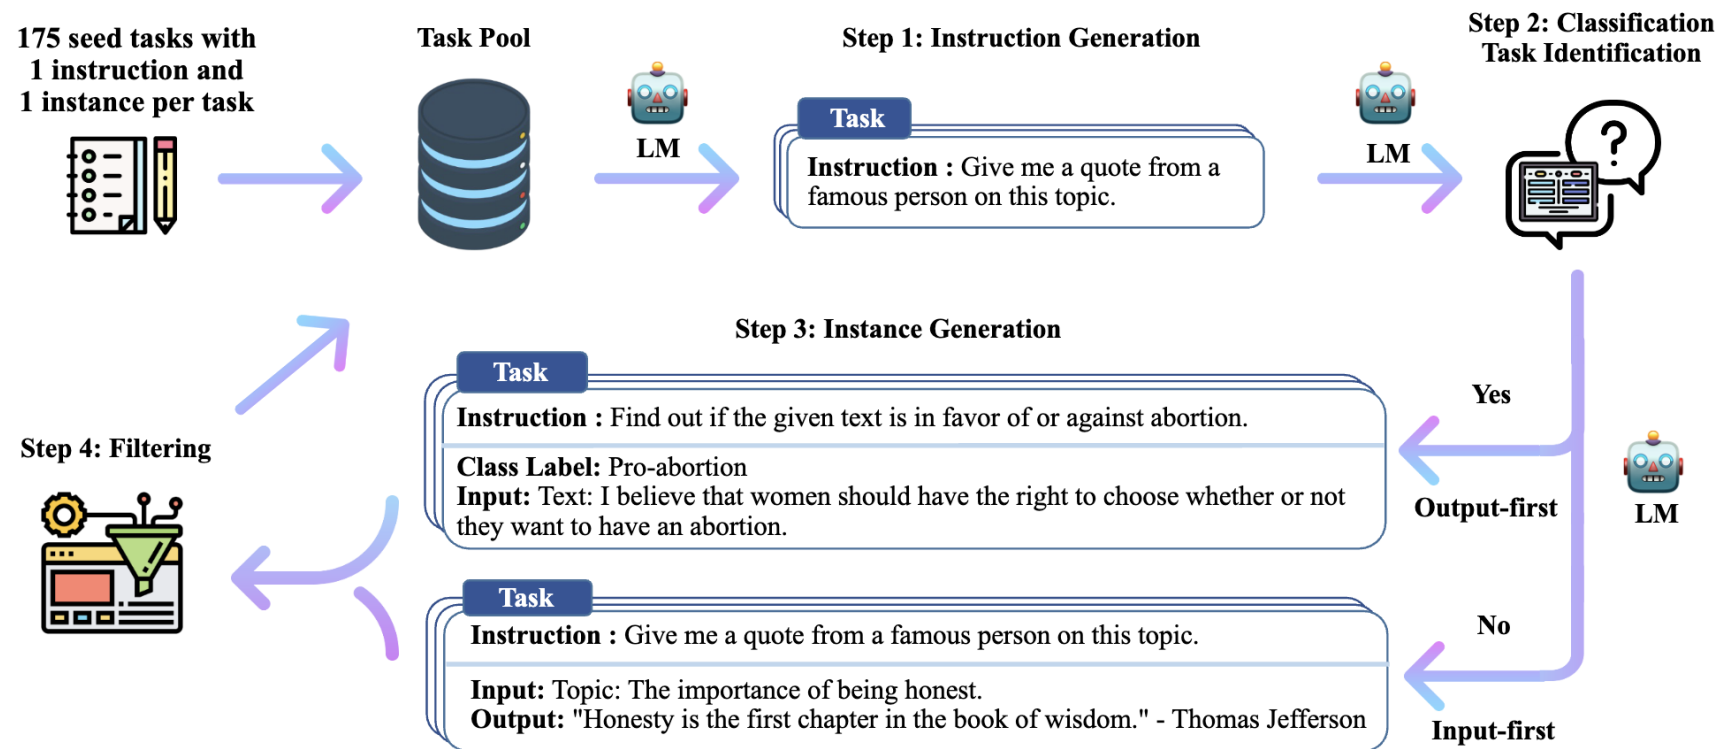 175 seed tasks with
1 instruction and
1 instance per task
Task Pool
LM
Step 1: Instruction Generation
Task
Instruction : Give me a quote from a
famous person on this topic.
LM
Step 2: Classification
Task Identification
Step 3: Instance Generation
Task
Instruction : Find out if the given text is in favor of or against abortion.
Class Label: Pro-abortion
Input: Text: I believe that women should have the right to choose whether or not
they want to have an abortion.
Yes
Output-first
LM
Step 4: Filtering
Task
Instruction : Give me a quote from a famous person on this topic.
Input: Topic: The importance of being honest.
Output: "Honesty is the first chapter in the book of wisdom." - Thomas Jefferson
No
Input-first